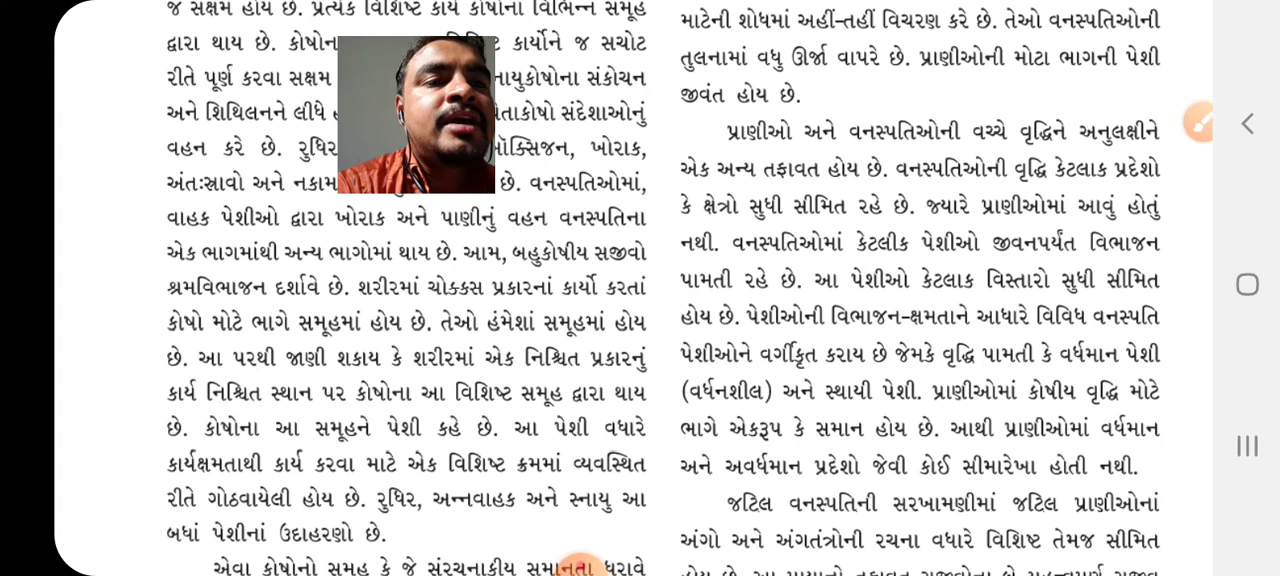 જ સક્ષમ હોય છે. પ્રત્યેક વિશિષ્ટ કાર્ય કોષોના વિભિન્ન સમૂહ
દ્વારા થાય છે. કાર્યોને જ સચોટ
રીતે પૂર્ણ કરવા સક્ષમ સંકોચન
અને શિથિલનને લીધે સંદેશાઓનું
વહન કરે છે. રુધિર ખોરાક,
અંતઃસ્રાવો અને છે. વનસ્પતિઓમાં,
વાહક પેશીઓ દ્વારા ખોરાક અને પાણીનું વહન વનસ્પતિના
એક ભાગમાંથી અન્ય ભાગોમાં થાય છે. આમ, બહુકોષીય સજીવો
શ્રમવિભાજન દર્શાવે છે. શરીરમાં ચોક્કસ પ્રકારનાં કાર્યો કરતાં
કોષો મોટે ભાગે સમૂહમાં હોય છે. તેઓ હંમેશાં સમૂહમાં હોય
છે. આ પરથી જાણી શકાય કે શરીરમાં એક નિશ્ચિત પ્રકારનું
કાર્ય નિશ્ચિત સ્થાન પર કોષોના આ વિશિષ્ટ સમૂહ દ્વારા થાય
છે. કોષોના આ સમૂહને પેશી કહે છે. આ પેશી વધારે
કાર્યક્ષમતાથી કાર્ય કરવા માટે એક વિશિષ્ટ ક્રમમાં વ્યવસ્થિત
રીતે ગોઠવાયેલી હોય છે. રુધિર, અન્નવાહક અને સ્નાયુ આ
બધાં પેશીનાં ઉદાહરણો છે.
એવા કોષોનો સમૂહ કે જે સંરચનાકીય સમાનતા ધરાવે
માટેની શોધમાં અહીં-તહીં વિચરણ કરે છે. તેઓ વનસ્પતિઓની
તુલનામાં વધુ ઊર્જા વાપરે છે. પ્રાણીઓની મોટા ભાગની પેશી
જીવંત હોય છે.
પ્રાણીઓ અને વનસ્પતિઓની વચ્ચે વૃદ્ધિને અનુલક્ષીને
એક અન્ય તફાવત હોય છે. વનસ્પતિઓની વૃદ્ધિ કેટલાક પ્રદેશો
કે ક્ષેત્રો સુધી સીમિત રહે છે. જ્યારે પ્રાણીઓમાં આવું હોતું
નથી. વનસ્પતિઓમાં કેટલીક પેશીઓ જીવનપર્યંત વિભાજન
પામતી રહે છે. આ પેશીઓ કેટલાક વિસ્તારો સુધી સીમિત
હોય છે. પેશીઓની વિભાજન-ક્ષમતાને આધારે વિવિધ વનસ્પતિ
પેશીઓને વર્ગીકૃત કરાય છે જેમકે વૃદ્ધિ પામતી કે વર્ધમાન પેશી
(વર્ધનશીલ) અને સ્થાયી પેશી. પ્રાણીઓમાં કોષીય વૃદ્ધિ મોટે
ભાગે એકરૂપ કે સમાન હોય છે. આથી પ્રાણીઓમાં વર્ધમાન
અને અવર્ધમાન પ્રદેશો જેવી કોઈ સીમારેખા હોતી નથી.
જટિલ વનસ્પતિની સરખામણીમાં જટિલ પ્રાણીઓનાં
અંગો અને અંગતંત્રોની રચના વધારે વિશિષ્ટ તેમજ સીમિત